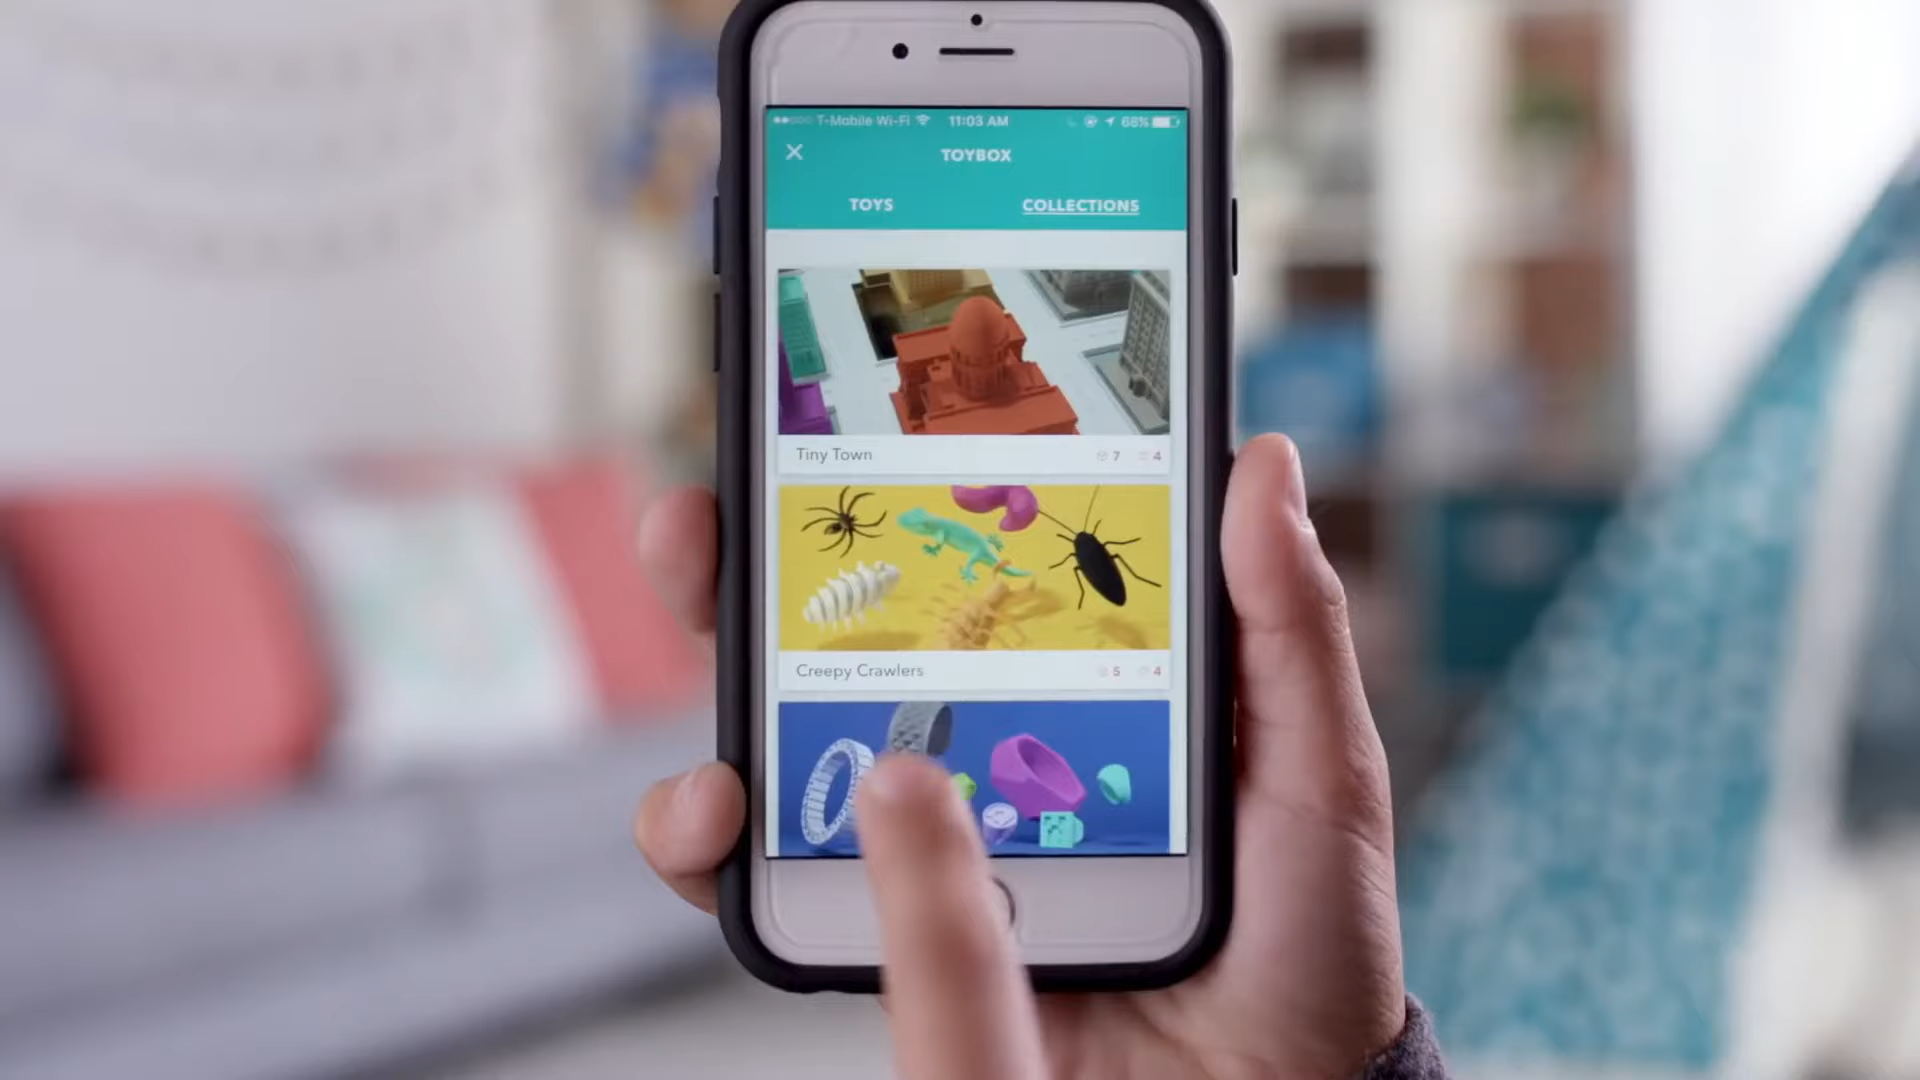 T-Mobile Wi-Fi 11:03 AM 68%
TOYBOX
TOYS COLLECTIONS
Tiny Town 7 4
Creepy Crawlers 5 4